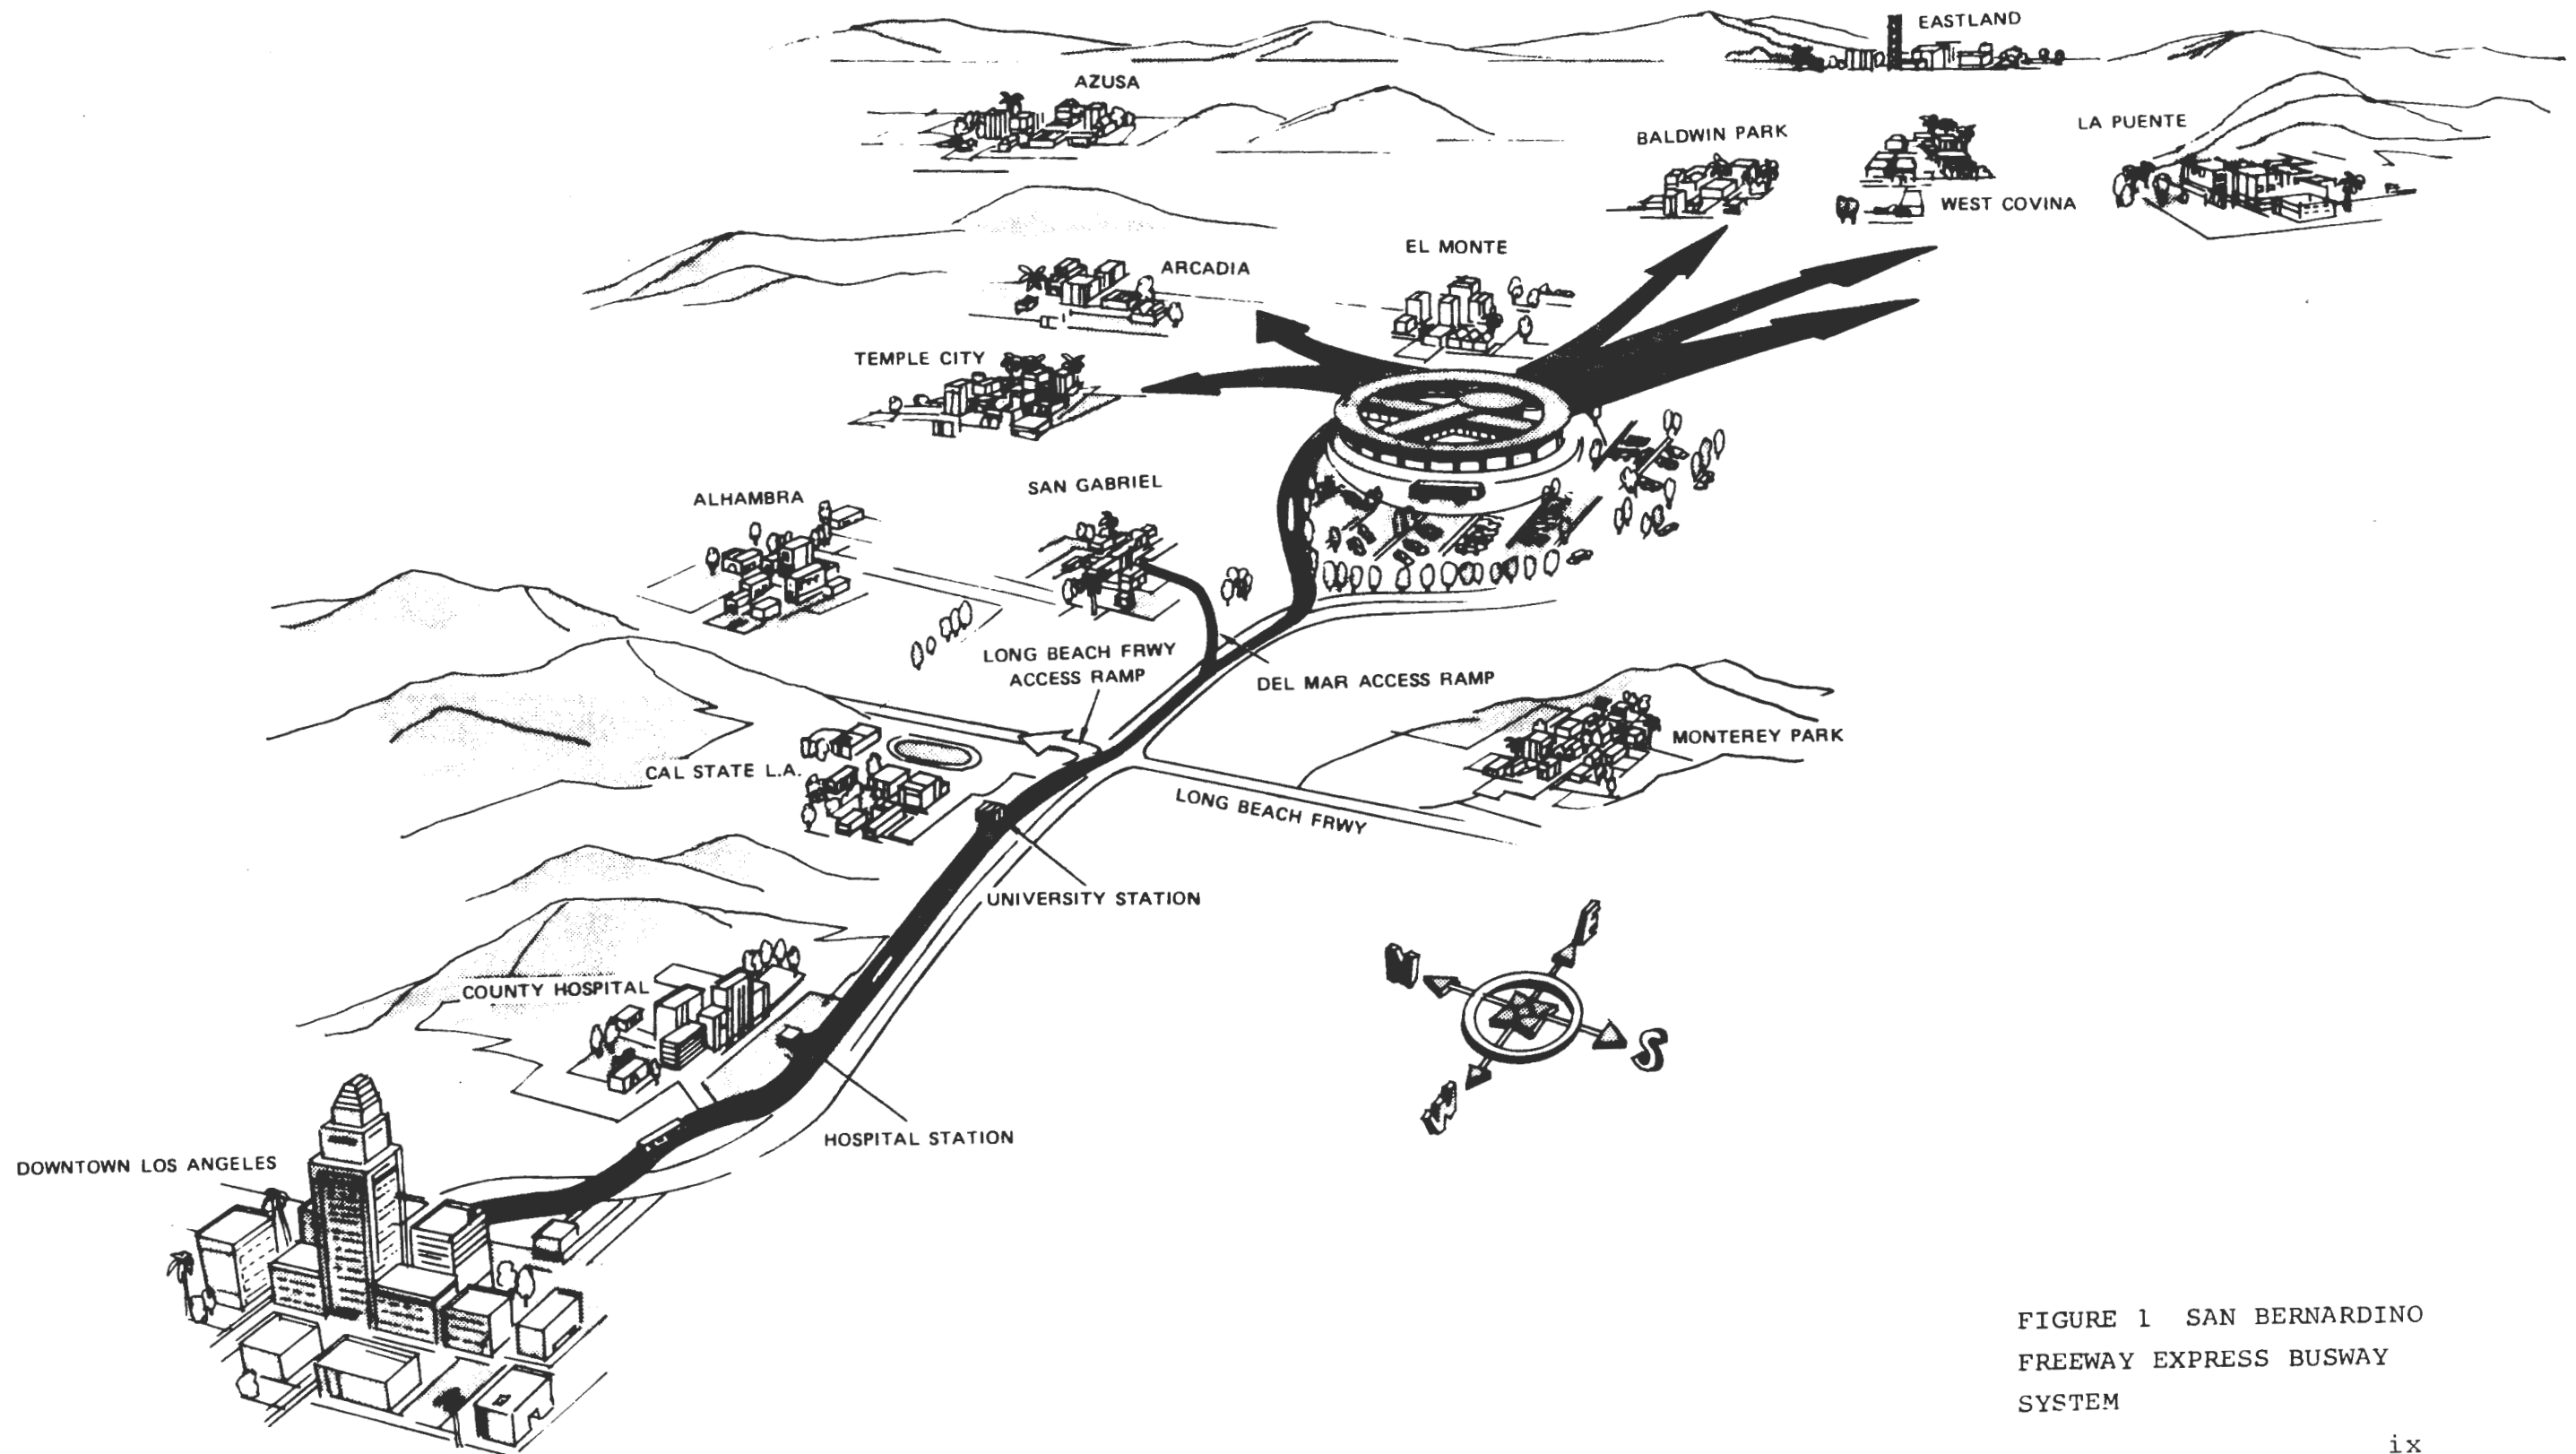 EASTLAND
AZUSA
LA PUENTE
BALDWIN PARK
WEST COVINA
EL MONTE
ARCADIA
TEMPLE CITY
SAN GABRIEL
ALHAMBRA
LONG BEACH FRWY
ACCESS RAMP
DEL MAR ACCESS RAMP
MONTEREY PARK
CAL STATE L.A.
LONG BEACH FRWY
UNIVERSITY STATION
E
N
S
W
COUNTY HOSPITAL
HOSPITAL STATION
DOWNTOWN LOS ANGELES
FIGURE 1 SAN BERNARDINO
FREEWAY EXPRESS BUSWAY
SYSTEM
ix